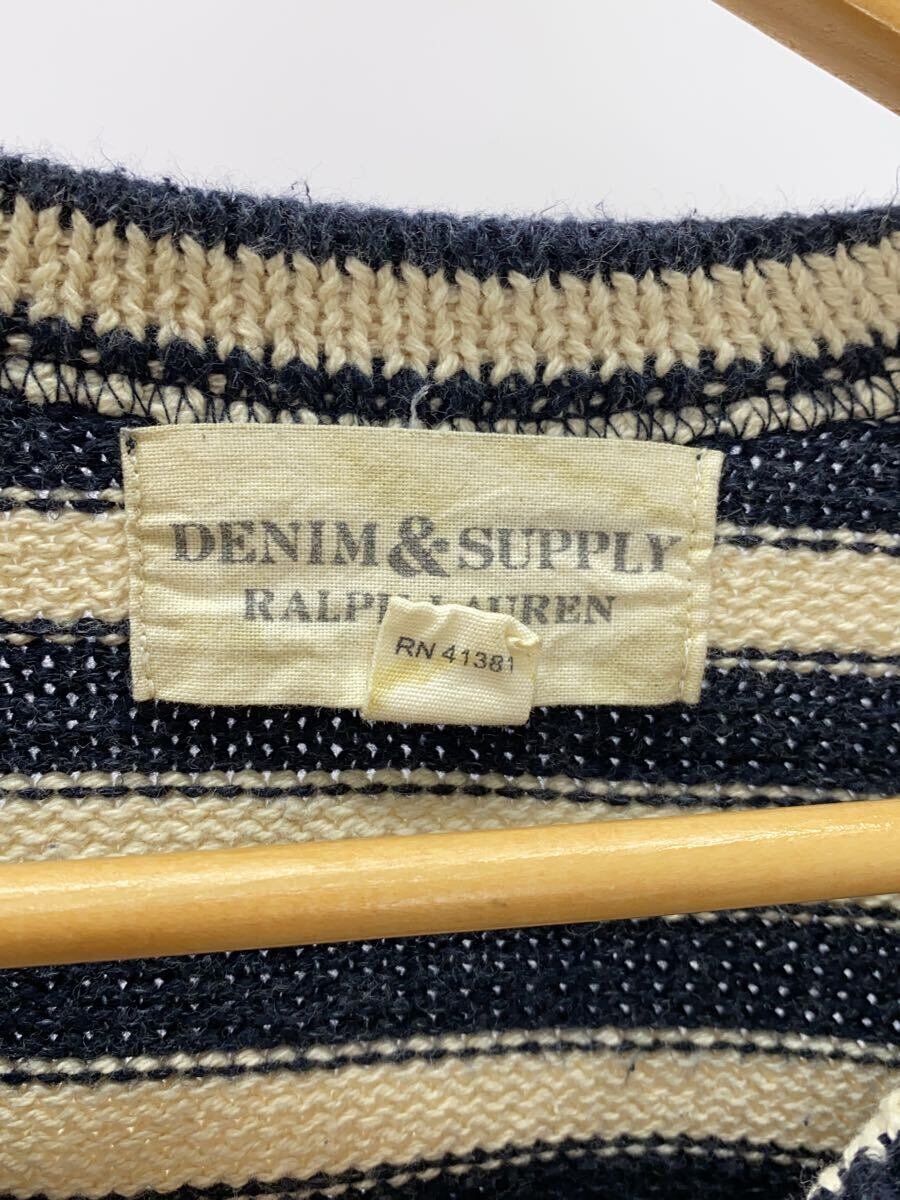 DENIM & SUPPLY
RALPH LAUREN
RN 41381